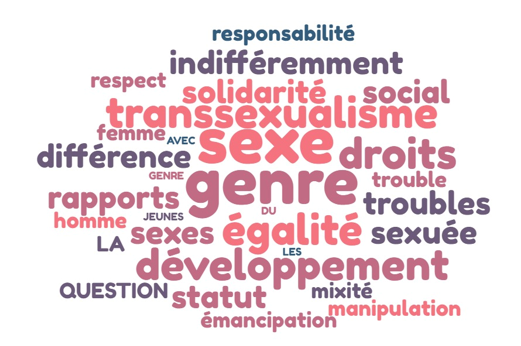 responsabilité
indifféremment
respect
solidarité
social
transsexualisme
femme
AVEC
sexe
différence
droits
GENRE
genre
trouble
rapports
DU
troubles
homme
JEUNES
sexes
égalité
sexuée
LA
LES
développement
QUESTION
statut
mixité
manipulation
émancipation